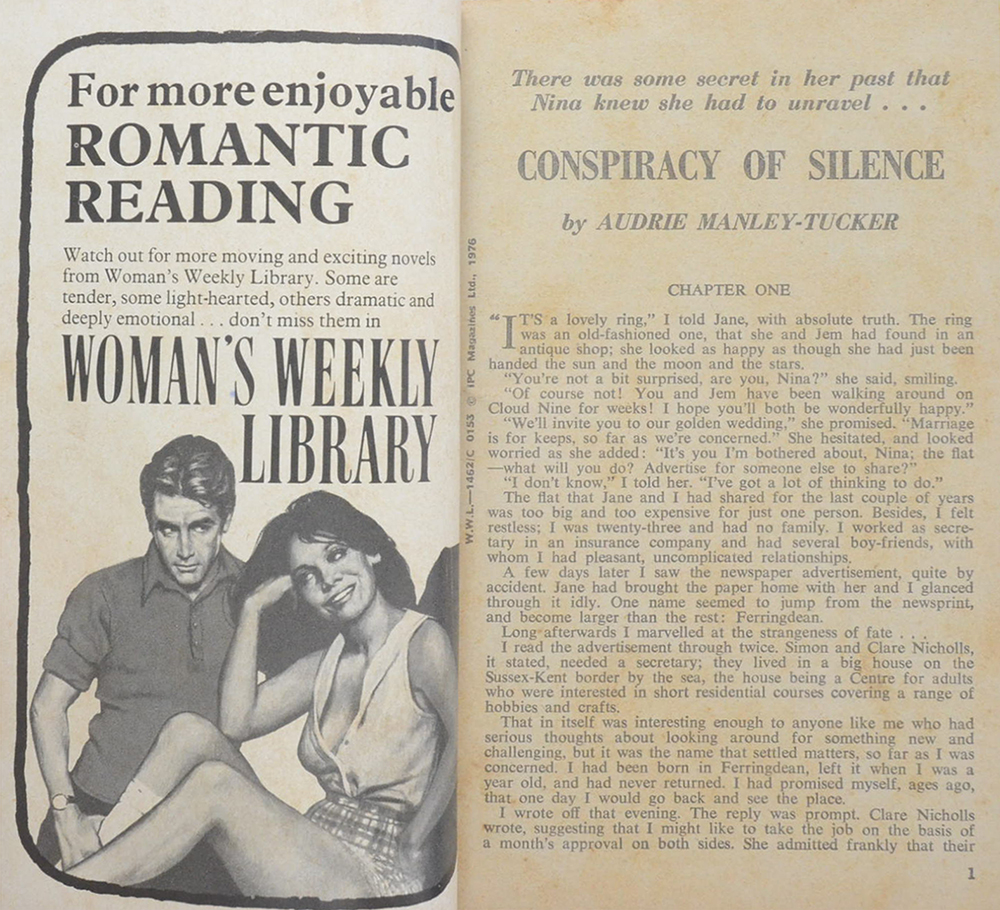 For more enjoyable
ROMANTIC
READING
Watch out for more moving and exciting novels
from Woman's Weekly Library. Some are
tender, some light-hearted, others dramatic and
deeply emotional . . . don't miss them in
WOMAN'S WEEKLY
LIBRARY
W.W.L.—1462/C 0153 © IPC Magazines Ltd., 1976
There was some secret in her past that
Nina knew she had to unravel . . .
CONSPIRACY OF SILENCE
by AUDRIE MANLEY-TUCKER
CHAPTER ONE
"IT'S a lovely ring," I told Jane, with absolute truth. The ring
was an old-fashioned one, that she and Jem had found in an
antique shop; she looked as happy as though she had just been
handed the sun and the moon and the stars.
"You're not a bit surprised, are you, Nina?" she said, smiling.
"Of course not! You and Jem have been walking around on
Cloud Nine for weeks! I hope you'll both be wonderfully happy."
"We'll invite you to our golden wedding," she promised. "Marriage
is for keeps, so far as we're concerned." She hesitated, and looked
worried as she added: "It's you I'm bothered about, Nina; the flat
—what will you do? Advertise for someone else to share?"
"I don't know," I told her. "I've got a lot of thinking to do."
The flat that Jane and I had shared for the last couple of years
was too big and too expensive for just one person. Besides, I felt
restless; I was twenty-three and had no family. I worked as secre-
tary in an insurance company and had several boy-friends, with
whom I had pleasant, uncomplicated relationships.
A few days later I saw the newspaper advertisement, quite by
accident. Jane had brought the paper home with her and I glanced
through it idly. One name seemed to jump from the newsprint,
and become larger than the rest: Ferringdean.
Long afterwards I marvelled at the strangeness of fate . . .
I read the advertisement through twice. Simon and Clare Nicholls,
it stated, needed a secretary; they lived in a big house on the
Sussex-Kent border by the sea, the house being a Centre for adults
who were interested in short residential courses covering a range of
hobbies and crafts.
That in itself was interesting enough to anyone like me who had
serious thoughts about looking around for something new and
challenging, but it was the name that settled matters, so far as I was
concerned. I had been born in Ferringdean, left it when I was a
year old, and had never returned. I had promised myself, ages ago,
that one day I would go back and see the place.
I wrote off that evening. The reply was prompt. Clare Nicholls
wrote, suggesting that I might like to take the job on the basis of
a month's approval on both sides. She admitted frankly that their
1